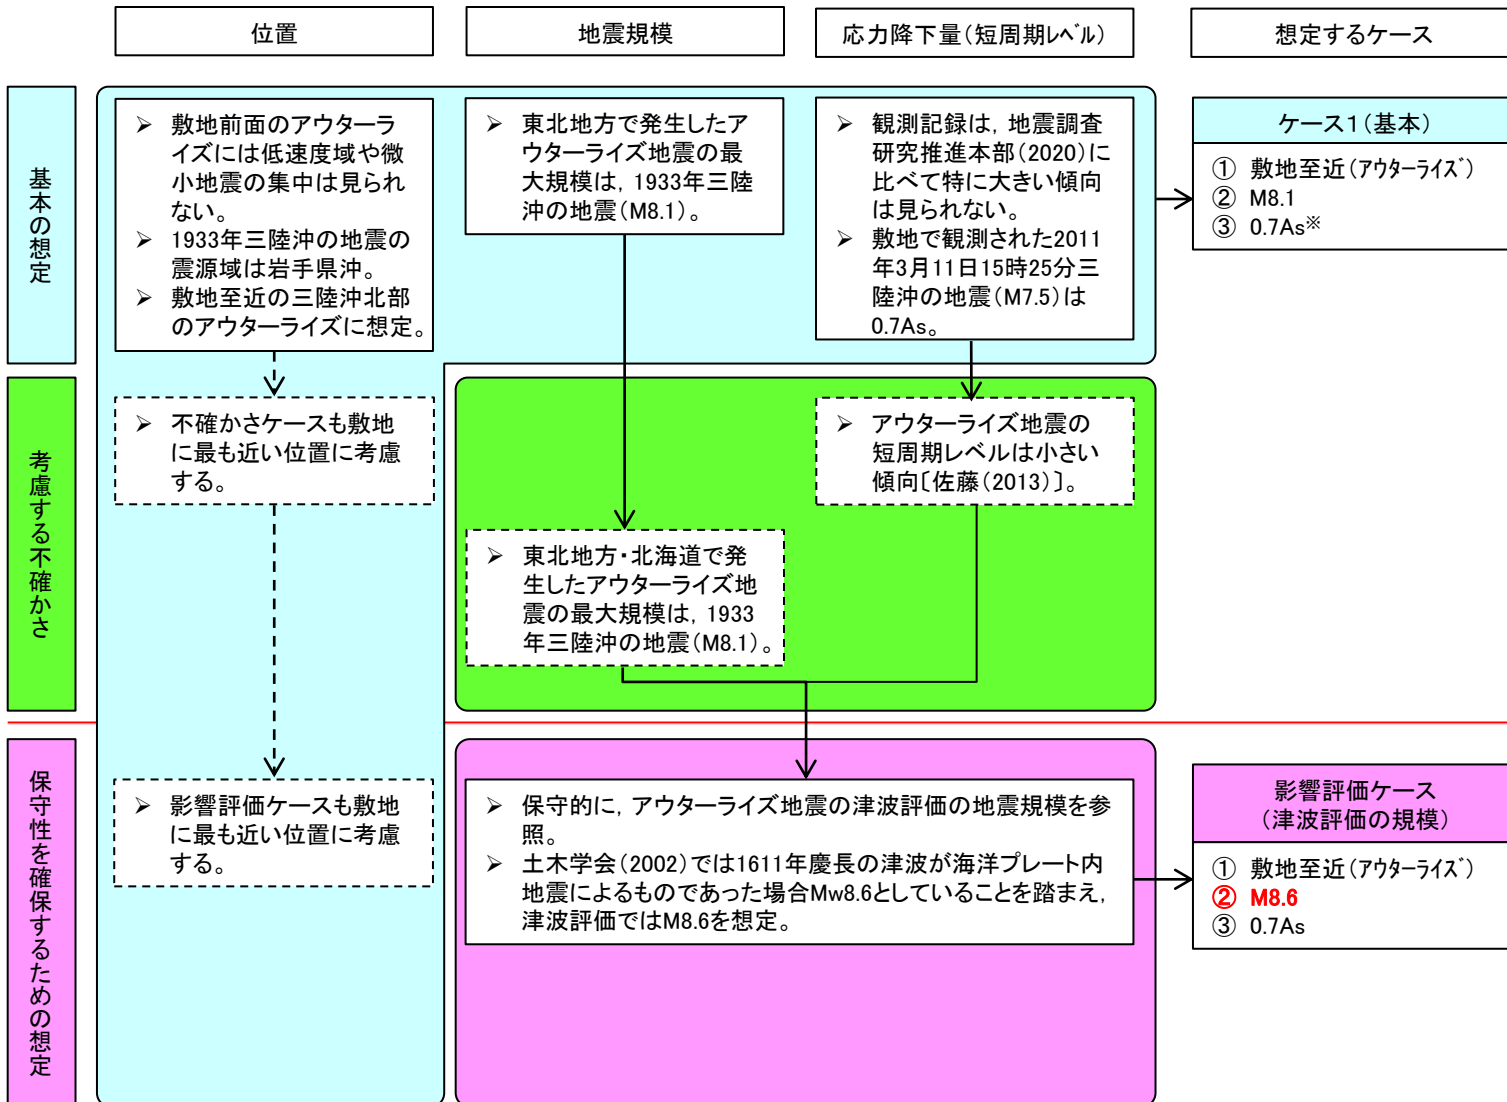 位置
地震規模
応力降下量（短周期ﾚﾍﾞﾙ）
想定するケース
基本の想定
➢ 敷地前面のアウターラ
イズには低速度域や微
小地震の集中は見られ
ない。
➢ 1933年三陸沖の地震の
震源域は岩手県沖。
➢ 敷地至近の三陸沖北部
のアウターライズに想定。
➢ 東北地方で発生したア
ウターライズ地震の最
大規模は，1933年三陸
沖の地震（M8.1）。
➢ 観測記録は，地震調査
研究推進本部（2020）に
比べて特に大きい傾向
は見られない。
➢ 敷地で観測された2011
年3月11日15時25分三
陸沖の地震（M7.5）は
0.7As。
ケース1（基本）
① 敷地至近（ｱｳﾀｰﾗｲｽﾞ）
② M8.1
③ 0.7As※
考慮する不確かさ
➢ 不確かさケースも敷地
に最も近い位置に考慮
する。
➢ アウターライズ地震の
短周期レベルは小さい
傾向〔佐藤（2013）〕。
➢ 東北地方・北海道で発
生したアウターライズ地
震の最大規模は，1933
年三陸沖の地震（M8.1）。
保守性を確保するための想定
➢ 影響評価ケースも敷地
に最も近い位置に考慮
する。
➢ 保守的に，アウターライズ地震の津波評価の地震規模を参
照。
➢ 土木学会（2002）では1611年慶長の津波が海洋プレート内
地震によるものであった場合Mw8.6としていることを踏まえ，
津波評価ではM8.6を想定。
影響評価ケース
（津波評価の規模）
① 敷地至近（ｱｳﾀｰﾗｲｽﾞ）
② M8.6
③ 0.7As